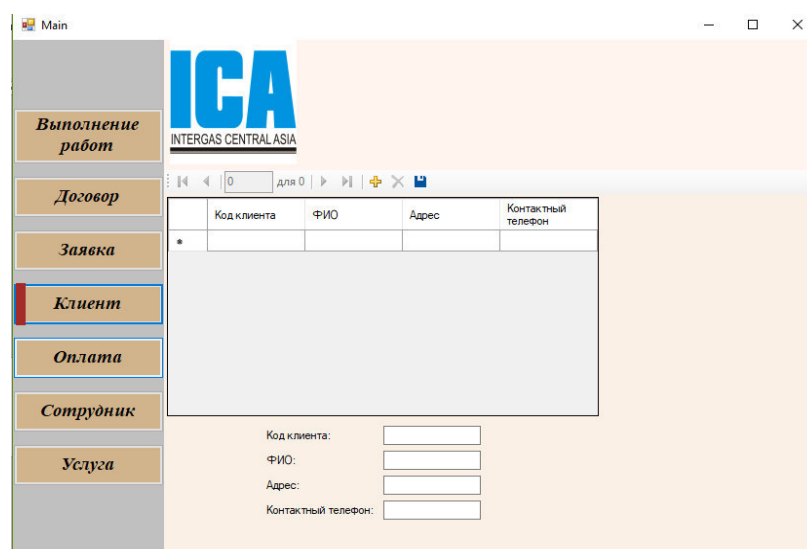 Main
Выполнение
работ
Договор
Заявка
Клиент
Оплата
Сотрудник
Услуга
ICA
INTERGAS CENTRAL ASIA
0 для 0
Код клиента ФИО Адрес Контактный
телефон
Код клиента:
ФИО:
Адрес:
Контактный телефон: